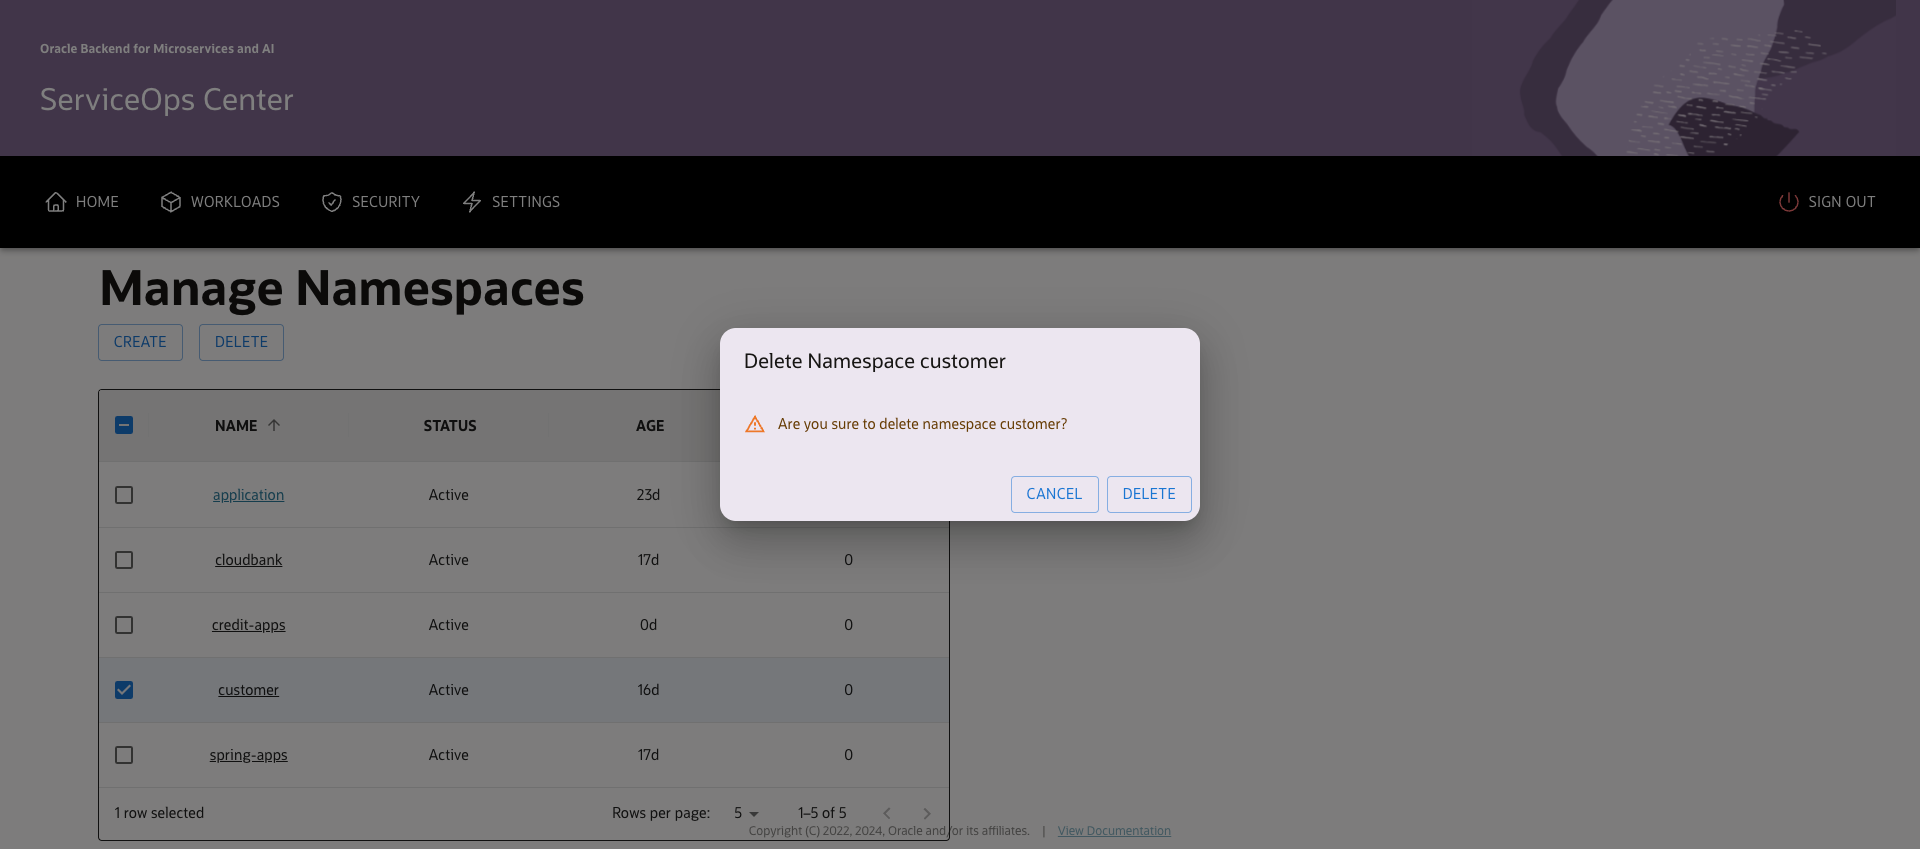 Oracle Backend for Microservices and AI
ServiceOps Center
HOME WORKLOADS SECURITY SETTINGS SIGN OUT
Manage Namespaces
CREATE DELETE
Delete Namespace customer
Are you sure to delete namespace customer?
CANCEL DELETE
NAME STATUS AGE
application Active 23d
cloudbank Active 17d 0
credit-apps Active 0d 0
customer Active 16d 0
spring-apps Active 17d 0
1 row selected Rows per page: 5 1–5 of 5
Copyright (C) 2022, 2024, Oracle and/or its affiliates. | View Documentation